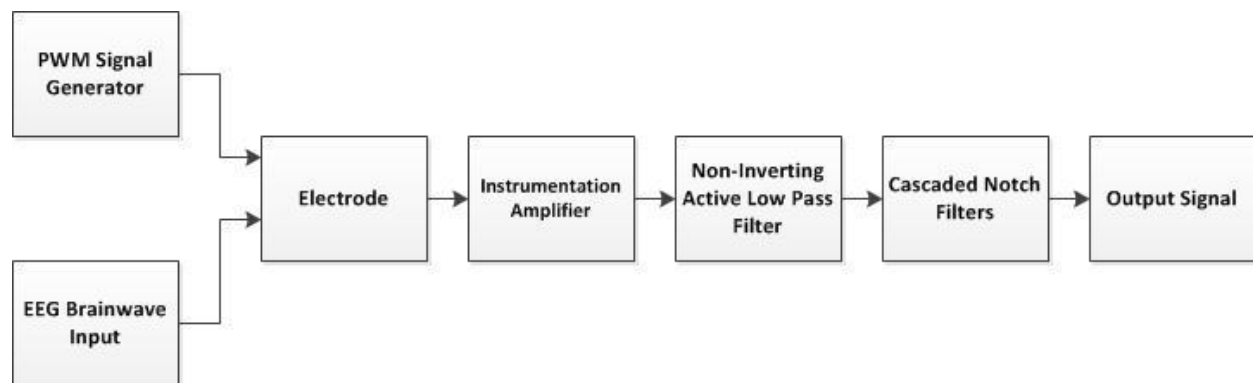 PWM Signal
Generator
EEG Brainwave
Input
Electrode
Instrumentation
Amplifier
Non-Inverting
Active Low Pass
Filter
Cascaded Notch
Filters
Output Signal